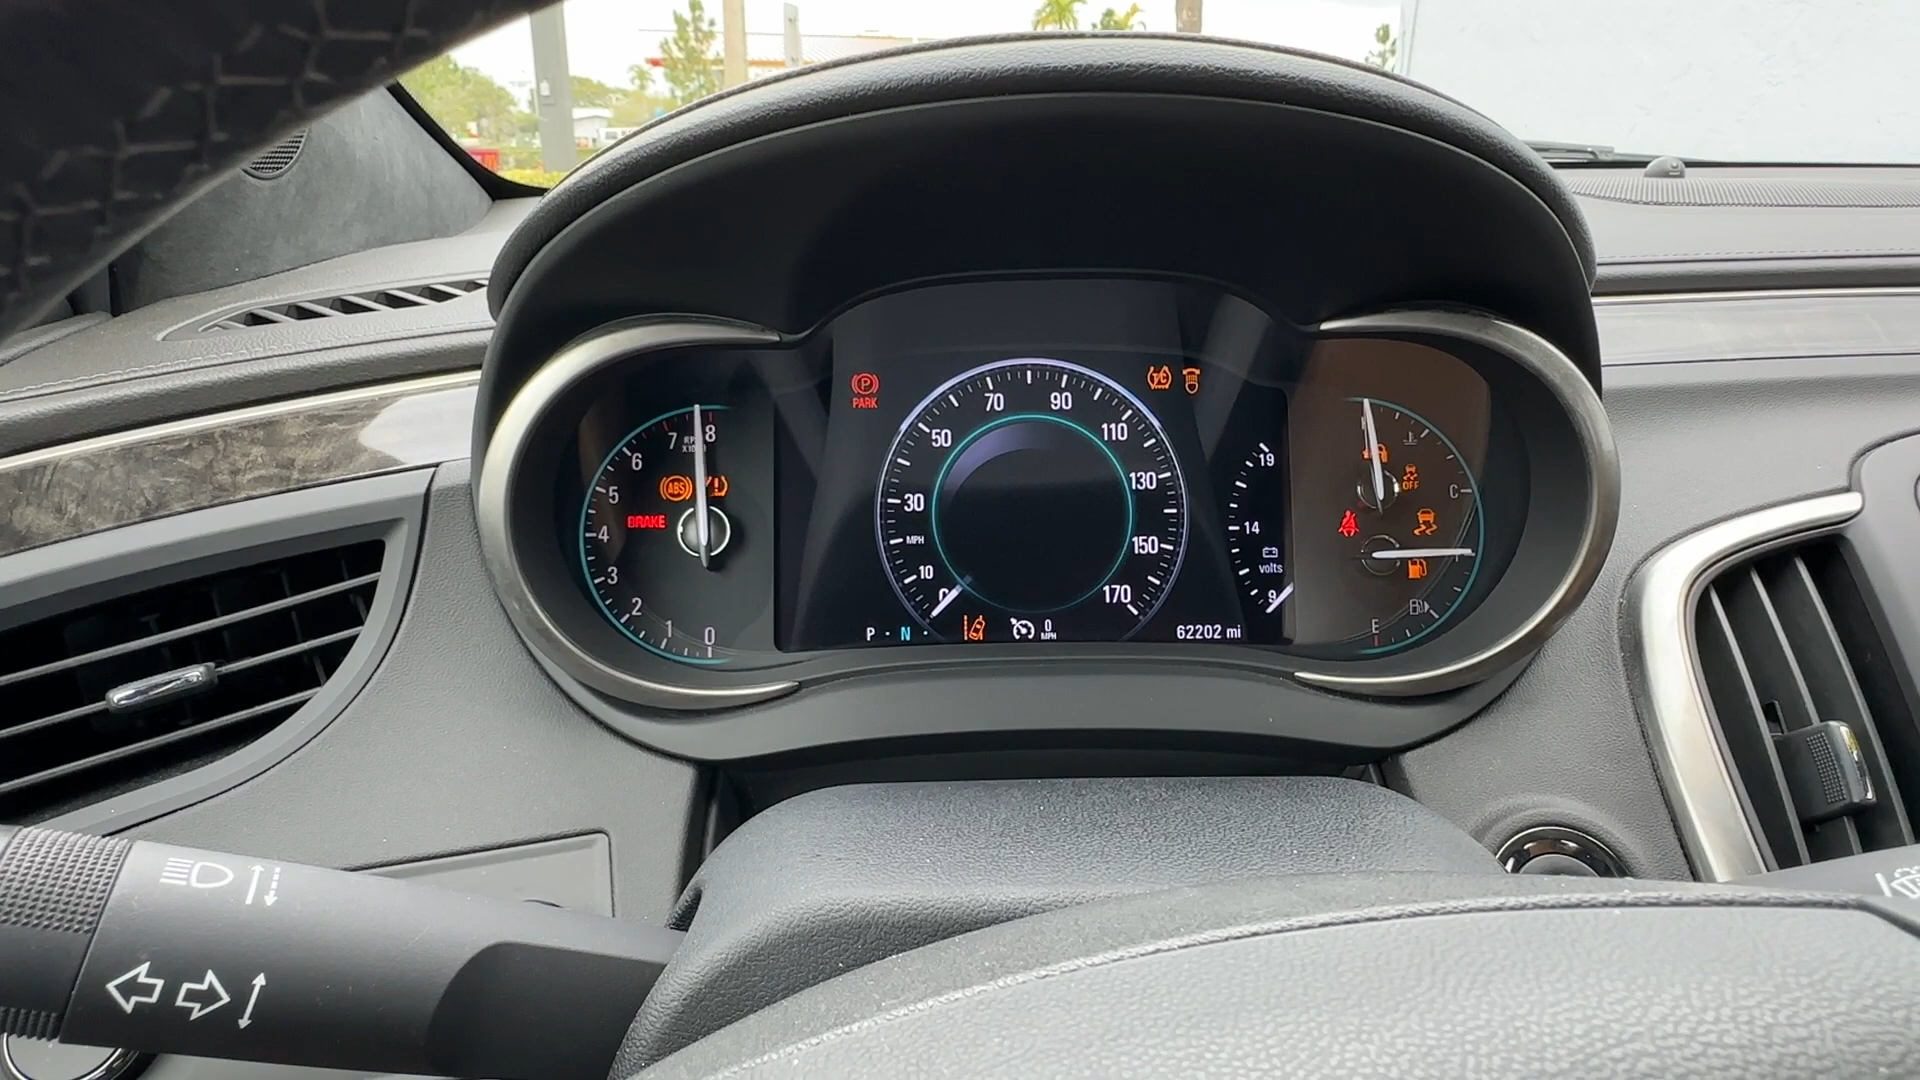 PARK
TC
70 90
50 110
30 130
MPH
10 150
0 170
7 8
6
5
4
3
2
1 0
ABS
BRAKE
P · N ·
0
MPH
62202 mi
19
14
volts
9
H
OFF
C
F
E